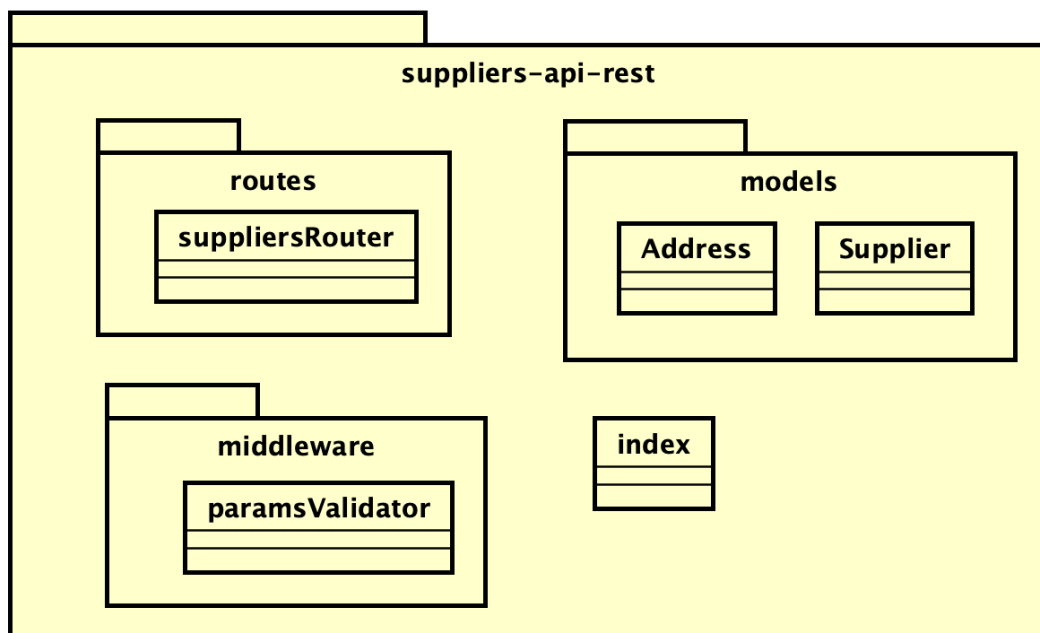 suppliers-api-rest
routes
suppliersRouter
models
Address
Supplier
middleware
paramsValidator
index